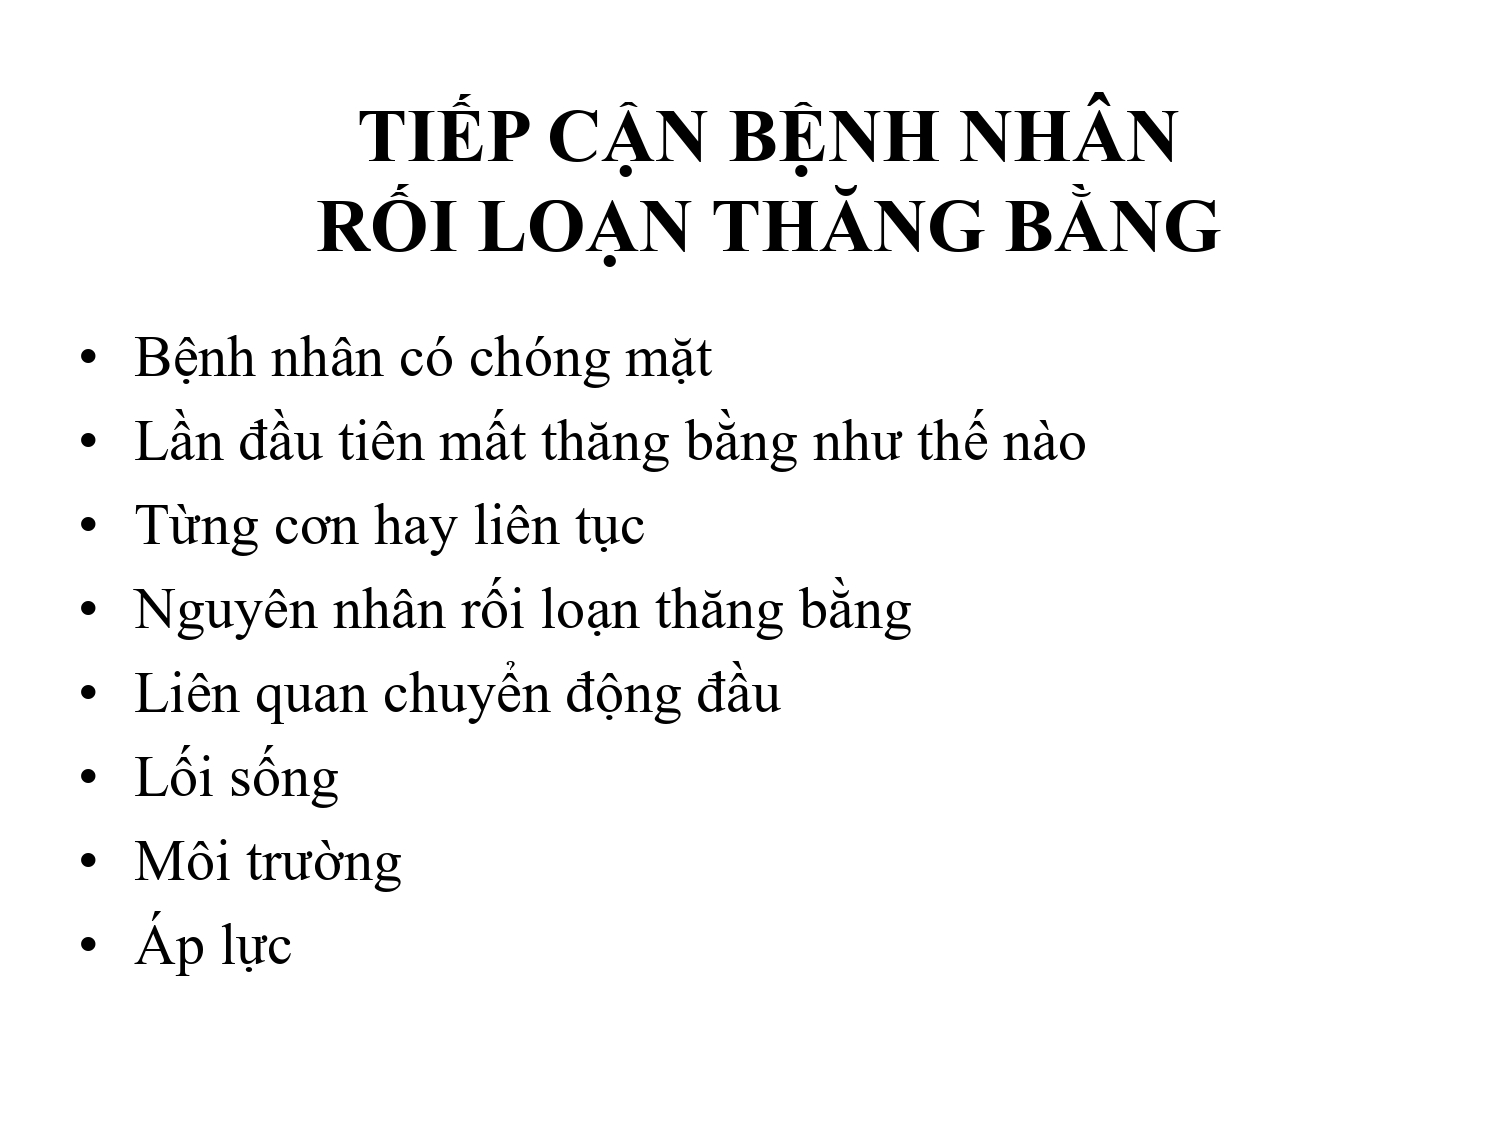 TIẾP CẬN BỆNH NHÂN
RỐI LOẠN THĂNG BẰNG
• Bệnh nhân có chóng mặt
• Lần đầu tiên mất thăng bằng như thế nào
• Từng cơn hay liên tục
• Nguyên nhân rối loạn thăng bằng
• Liên quan chuyển động đầu
• Lối sống
• Môi trường
• Áp lực